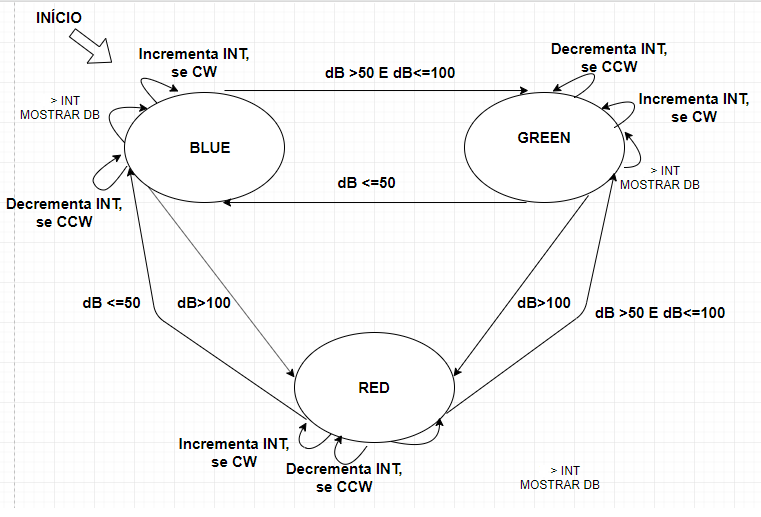 INÍCIO
Incrementa INT,
se CW
dB >50 E dB<=100
Decrementa INT,
se CCW
> INT
MOSTRAR DB
Incrementa INT,
se CW
BLUE
GREEN
> INT
MOSTRAR DB
dB <=50
Decrementa INT,
se CCW
dB <=50
dB>100
dB>100
dB >50 E dB<=100
RED
Incrementa INT,
se CW
Decrementa INT,
se CCW
> INT
MOSTRAR DB